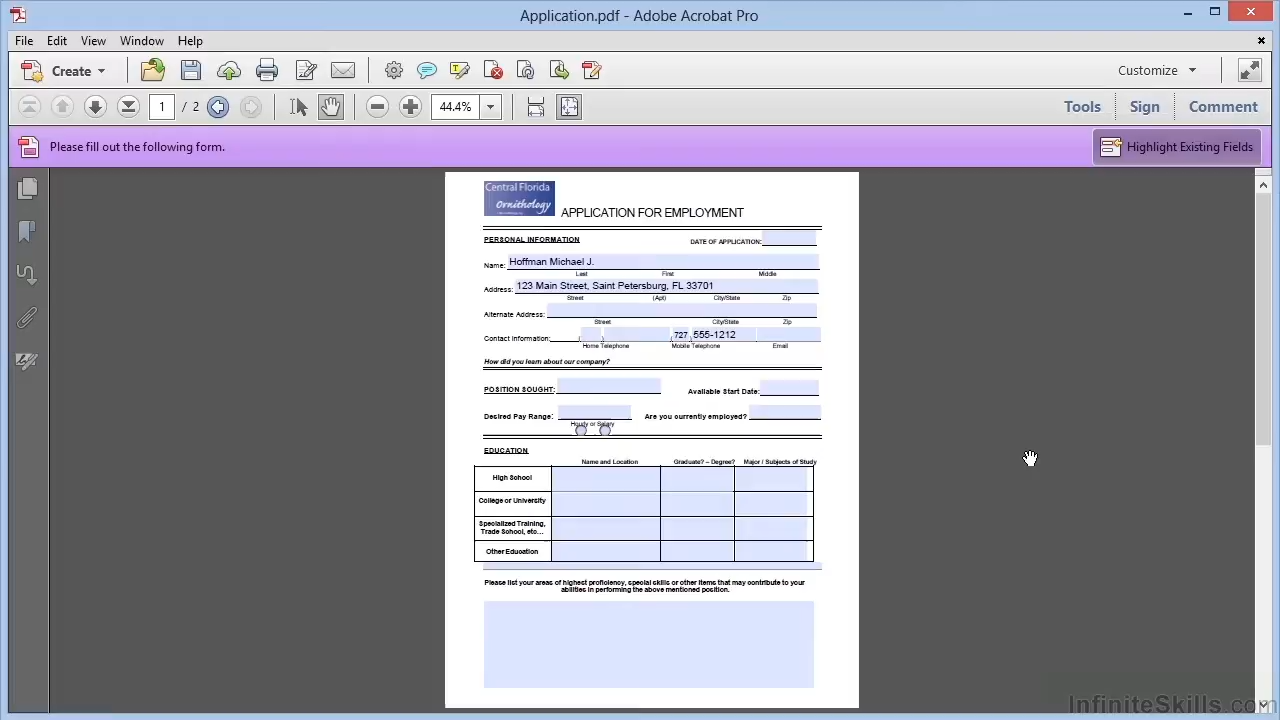 Application.pdf - Adobe Acrobat Pro
File Edit View Window Help
Create Customize
1 / 2 44.4% Tools Sign Comment
Please fill out the following form. Highlight Existing Fields
Central Florida
Ornithology
APPLICATION FOR EMPLOYMENT
PERSONAL INFORMATION DATE OF APPLICATION:
Name: Hoffman Michael J.
Last First Middle
Address: 123 Main Street, Saint Petersburg, FL 33701
Street (Apt) City/State Zip
Alternate Address:
Street City/State Zip
Contact Information: ( ) (727) 555-1212
Home Telephone Mobile Telephone Email
How did you learn about our company?
POSITION SOUGHT: Available Start Date:
Desired Pay Range: Are you currently employed?
Hourly or Salary
EDUCATION
Name and Location Graduate? – Degree? Major / Subjects of Study
High School
College or University
Specialized Training,
Trade School, etc...
Other Education
Please list your areas of highest proficiency, special skills or other items that may contribute to your
abilities in performing the above mentioned position.
InfiniteSkills.com